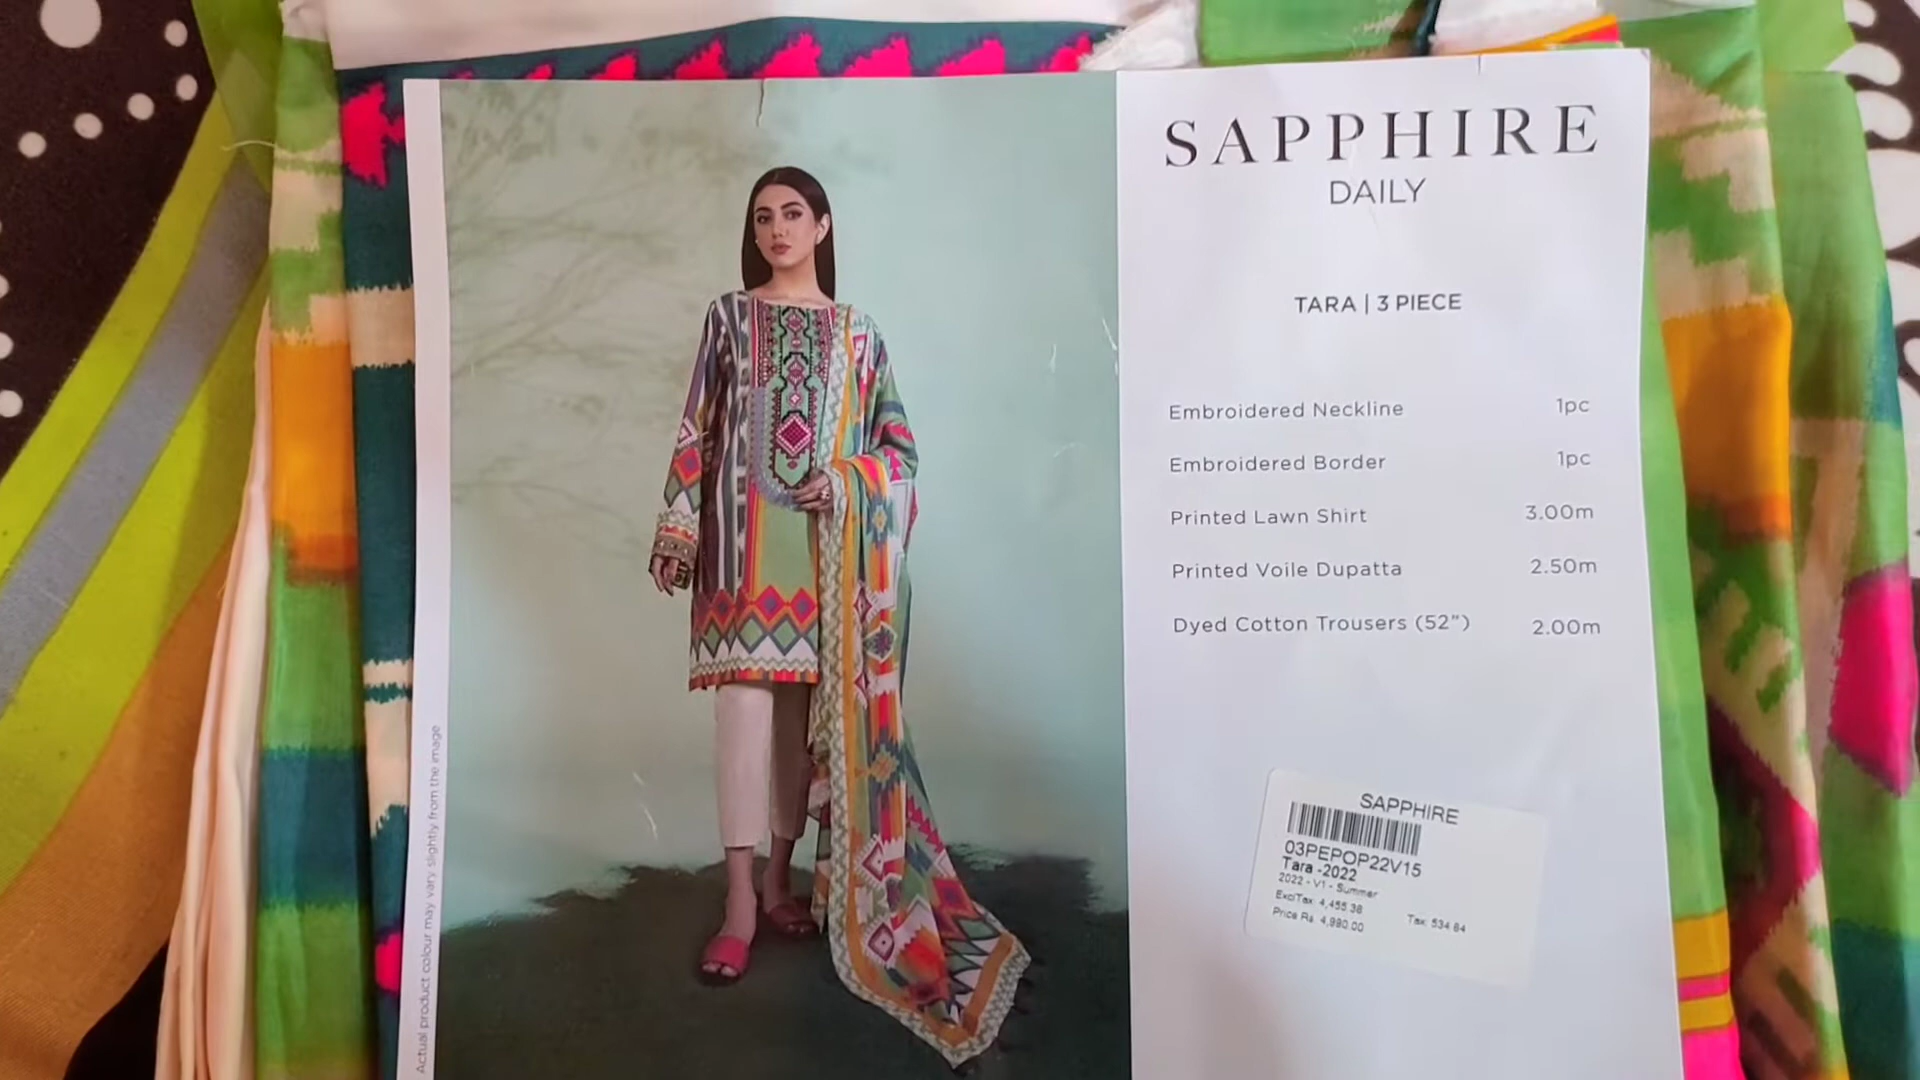 SAPPHIRE
DAILY
TARA | 3 PIECE
Embroidered Neckline 1pc
Embroidered Border 1pc
Printed Lawn Shirt 3.00m
Printed Voile Dupatta 2.50m
Dyed Cotton Trousers (52") 2.00m
SAPPHIRE
03PEPOP22V15
Tara -2022
2022 - V1 - Summer
ExclTax 4,455.36 Tax 534.64
Price Rs. 4,990.00
Actual product colour may vary slightly from the image